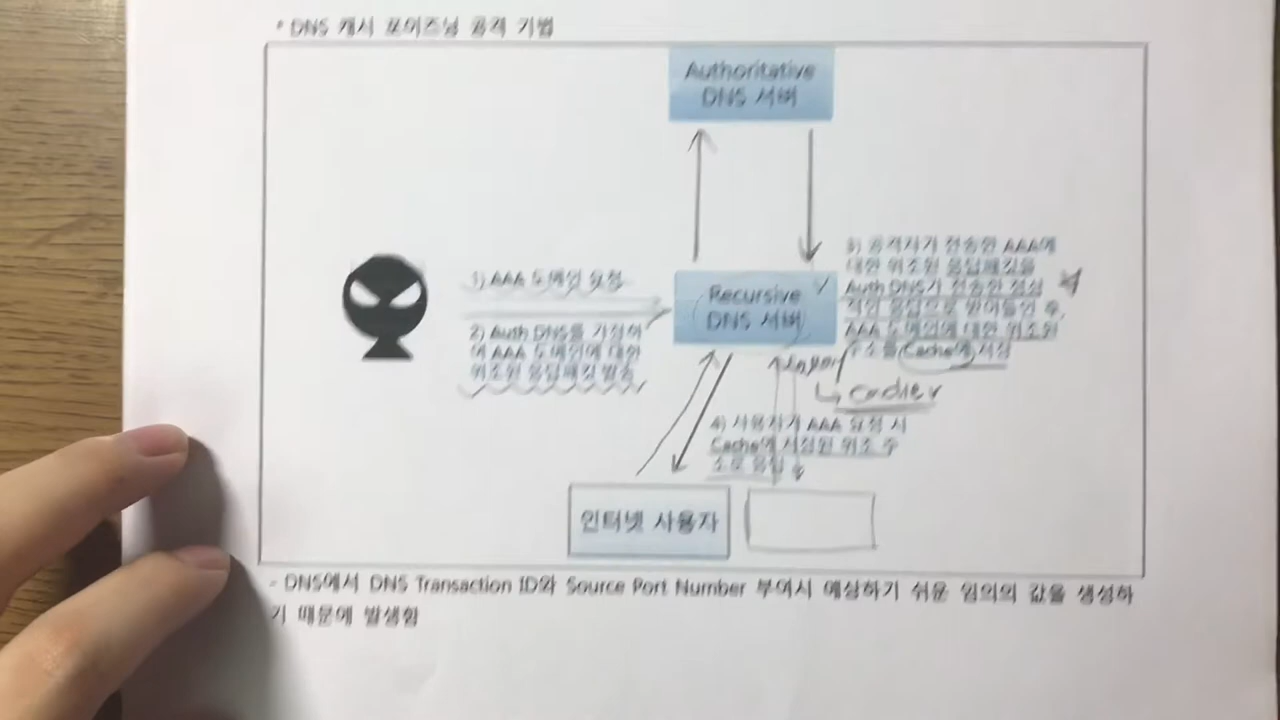 * DNS 캐시 포이즈닝 공격 기법
Authoritative
DNS 서버
1) AAA 도메인 요청
2) Auth DNS를 가장하
여 AAA 도메인에 대한
위조된 응답패킷 발송
Recursive
DNS 서버
3) 공격자가 전송한 AAA에
대한 위조된 응답패킷을
Auth DNS가 전송한 정상
적인 응답으로 받아들인 후,
AAA 도메인에 대한 위조된
주소를 Cache에 저장
4) 사용자가 AAA 요청 시
Cache에 저장된 위조 주
소로 응답
인터넷 사용자
- DNS에서 DNS Transaction ID와 Source Port Number 부여시 예상하기 쉬운 임의의 값을 생성하
기 때문에 발생함